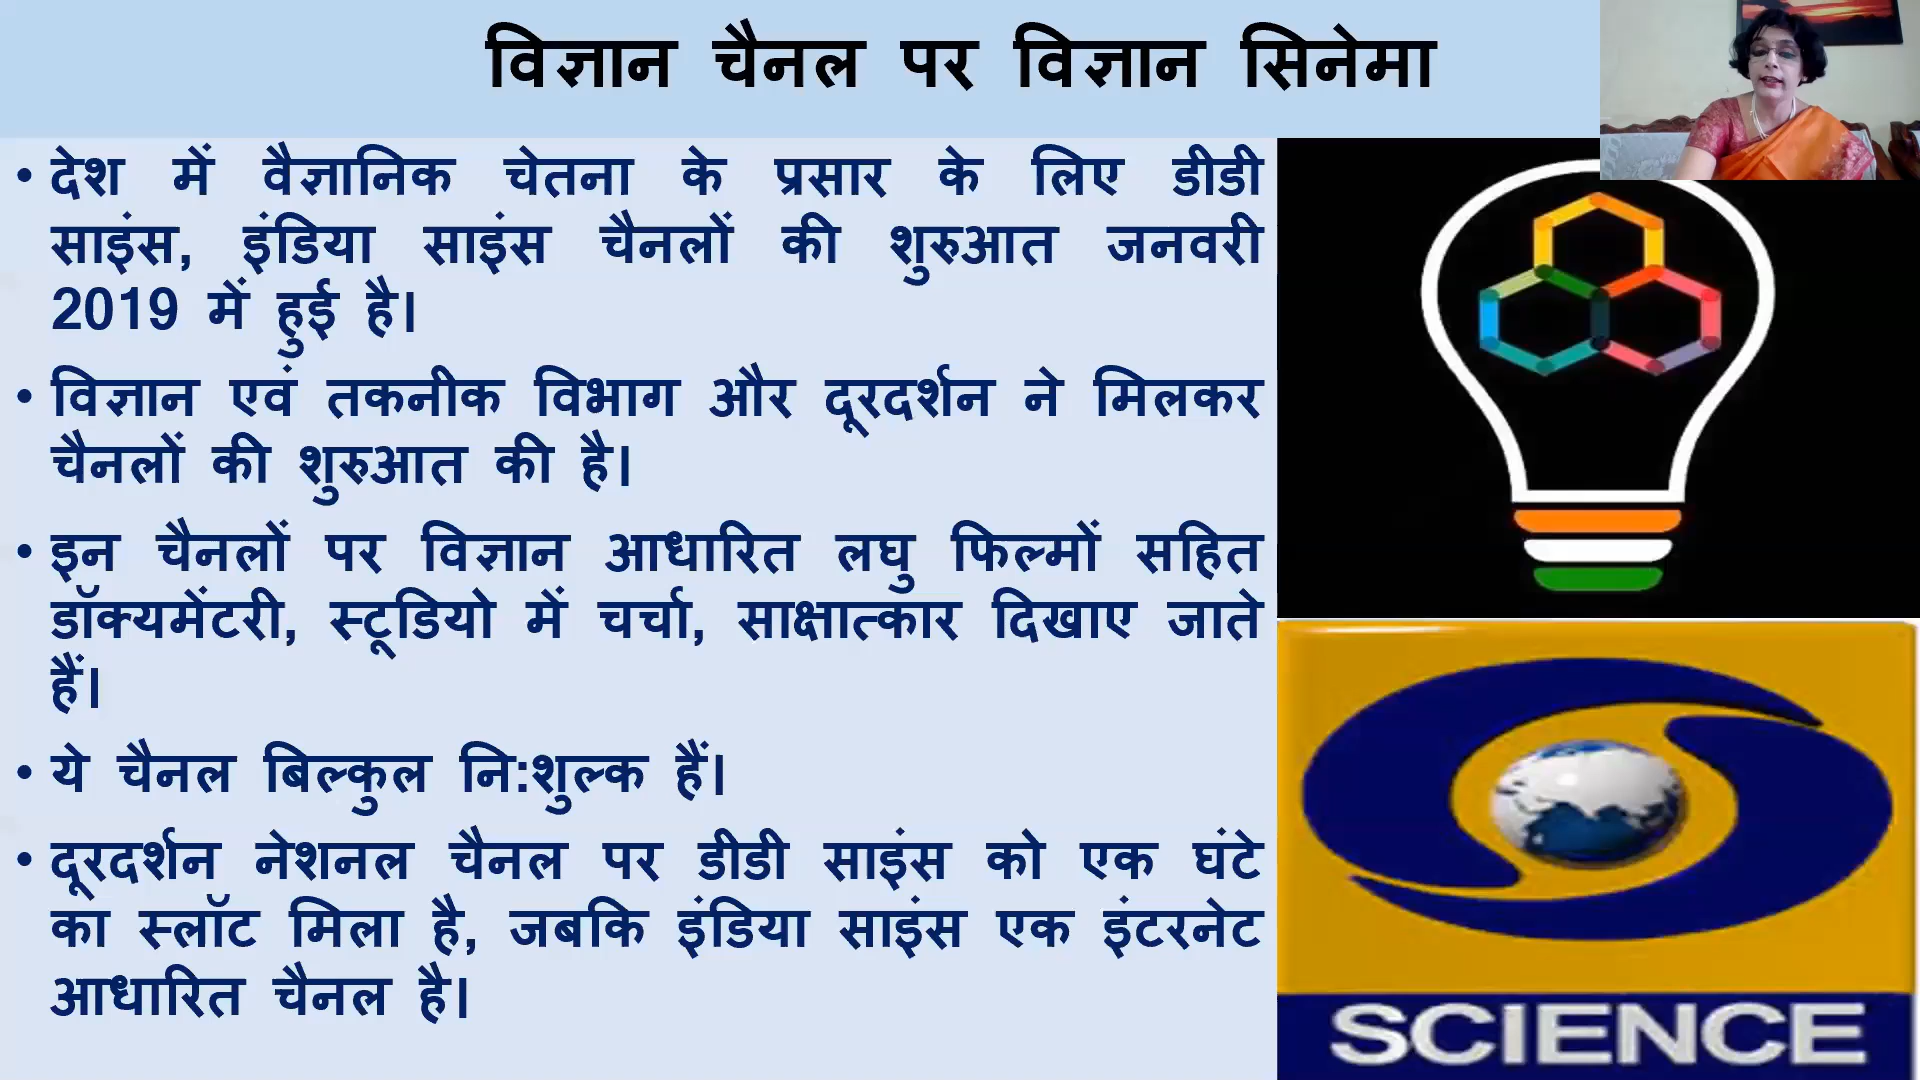 विज्ञान चैनल पर विज्ञान सिनेमा
• देश में वैज्ञानिक चेतना के प्रसार के लिए डीडी
साइंस, इंडिया साइंस चैनलों की शुरुआत जनवरी
2019 में हुई है।
• विज्ञान एवं तकनीक विभाग और दूरदर्शन ने मिलकर
चैनलों की शुरुआत की है।
• इन चैनलों पर विज्ञान आधारित लघु फिल्मों सहित
डॉक्यमेंटरी, स्टूडियो में चर्चा, साक्षात्कार दिखाए जाते
हैं।
• ये चैनल बिल्कुल नि:शुल्क हैं।
• दूरदर्शन नेशनल चैनल पर डीडी साइंस को एक घंटे
का स्लॉट मिला है, जबकि इंडिया साइंस एक इंटरनेट
आधारित चैनल है।
SCIENCE